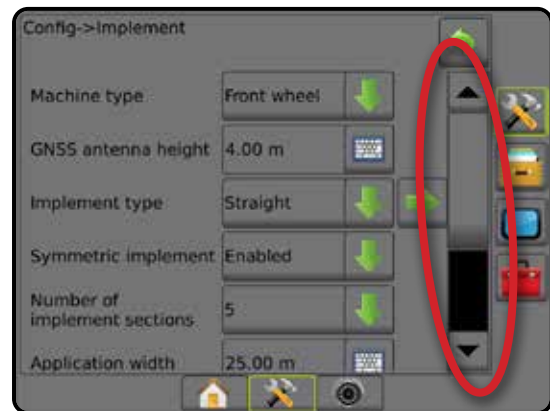 Config->Implement
Machine type Front wheel
GNSS antenna height 4.00 m
Implement type Straight
Symmetric implement Enabled
Number of
implement sections 5
Application width 25.00 m